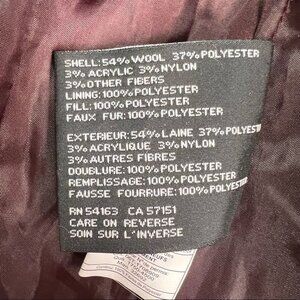 SHELL:54%WOOL 37%POLYESTER
3%ACRYLIC 3%NYLON
3%OTHER FIBERS
LINING:100%POLYESTER
FILL:100%POLYESTER
FAUX FUR:100%POLYESTER
EXTERIEUR:54%LAINE 37%POLYESTER
3%ACRYLIQUE 3%NYLON
3%AUTRES FIBRES
DOUBLURE:100%POLYESTER
REMPLISSAGE:100%POLYESTER
FAUSSE FOURRURE:100%POLYESTER
RN 54163 CA 57151
CARE ON REVERSE
SOIN SUR L'INVERSE